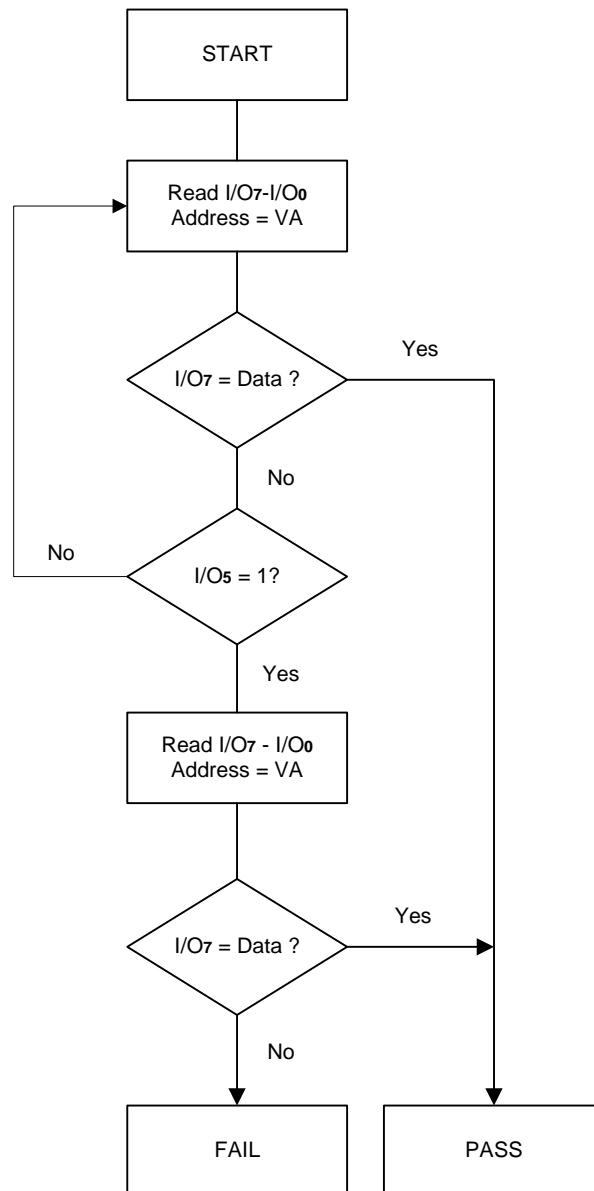 START
Read I/O7-I/O0
Address = VA
Yes
I/O7 = Data ?
No
No
I/O5 = 1?
Yes
Read I/O7 - I/O0
Address = VA
Yes
I/O7 = Data ?
No
FAIL
PASS